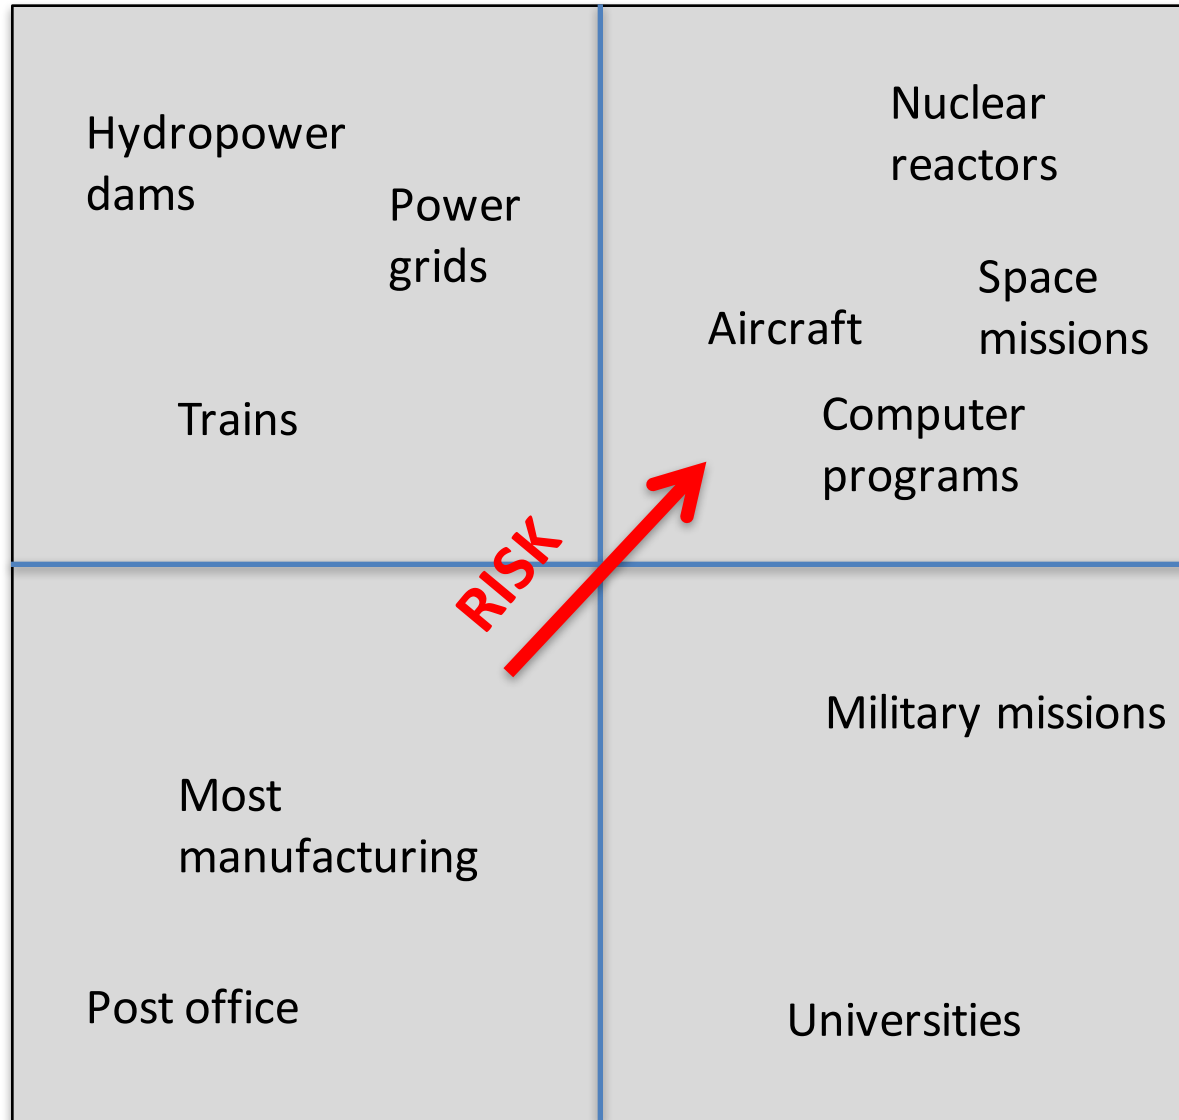 Hydropower
dams
Power
grids
Trains
Nuclear
reactors
Space
missions
Aircraft
Computer
programs
RISK
Most
manufacturing
Post office
Military missions
Universities